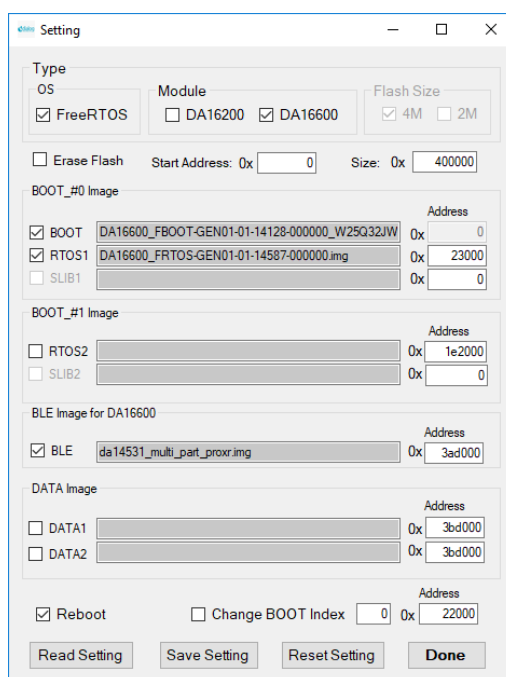 Setting
Type
OS
Module
Flash Size
FreeRTOS
DA16200
DA16600
4M
2M
Erase Flash
Start Address: 0x
0
Size: 0x
400000
BOOT_#0 Image
Address
BOOT
DA16600_FBOOT-GEN01-01-14128-000000_W25Q32JW
0x
0
RTOS1
DA16600_FRTOS-GEN01-01-14587-000000.img
0x
23000
SLIB1
0x
0
BOOT_#1 Image
Address
RTOS2
0x
1e2000
SLIB2
0x
0
BLE Image for DA16600
Address
BLE
da14531_multi_part_proxr.img
0x
3ad000
DATA Image
Address
DATA1
0x
3bd000
DATA2
0x
3bd000
Address
Reboot
Change BOOT Index
0
0x
22000
Read Setting
Save Setting
Reset Setting
Done